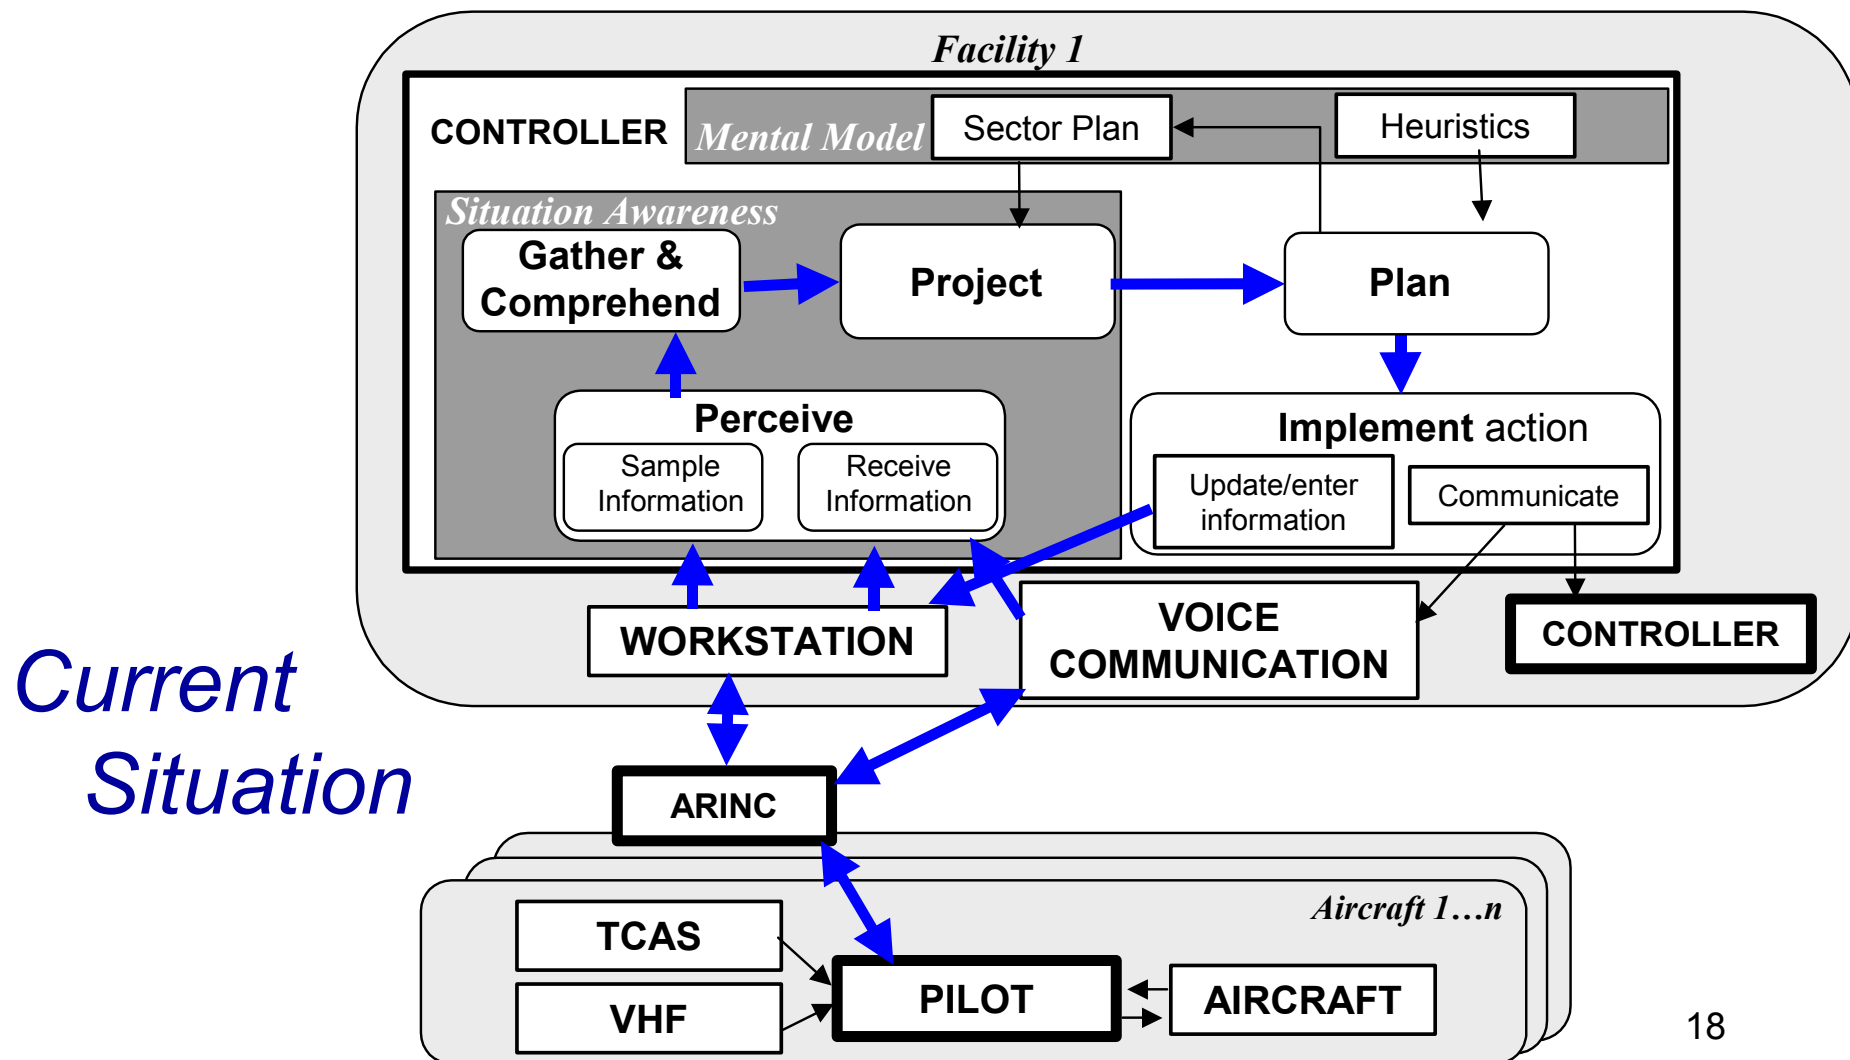 Facility 1
CONTROLLER
Mental Model
Sector Plan
Heuristics
Situation Awareness
Gather &
Comprehend
Project
Plan
Perceive
Sample
Information
Receive
Information
Implement action
Update/enter
information
Communicate
WORKSTATION
VOICE
COMMUNICATION
CONTROLLER
Current
Situation
ARINC
Aircraft 1…n
TCAS
VHF
PILOT
AIRCRAFT
18